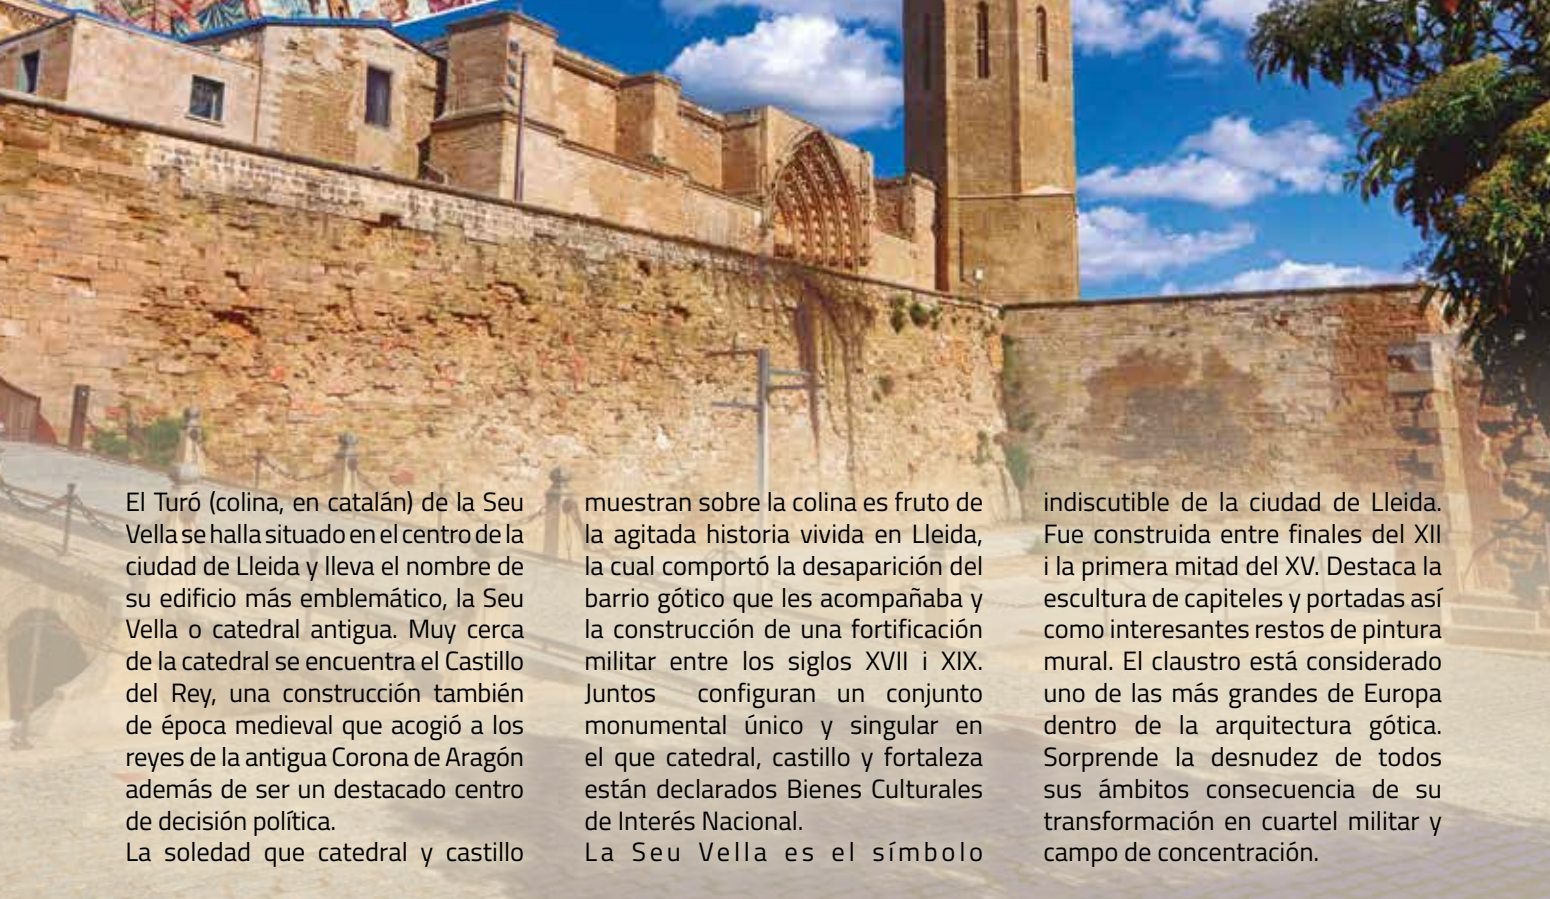 El Turó (colina, en catalán) de la Seu
Vella se halla situado en el centro de la
ciudad de Lleida y lleva el nombre de
su edificio más emblemático, la Seu
Vella o catedral antigua. Muy cerca
de la catedral se encuentra el Castillo
del Rey, una construcción también
de época medieval que acogió a los
reyes de la antigua Corona de Aragón
además de ser un destacado centro
de decisión política.
La soledad que catedral y castillo
muestran sobre la colina es fruto de
la agitada historia vivida en Lleida,
la cual comportó la desaparición del
barrio gótico que les acompañaba y
la construcción de una fortificación
militar entre los siglos XVII i XIX.
Juntos configuran un conjunto
monumental único y singular en
el que catedral, castillo y fortaleza
están declarados Bienes Culturales
de Interés Nacional.
La Seu Vella es el símbolo
indiscutible de la ciudad de Lleida.
Fue construida entre finales del XII
i la primera mitad del XV. Destaca la
escultura de capiteles y portadas así
como interesantes restos de pintura
mural. El claustro está considerado
uno de las más grandes de Europa
dentro de la arquitectura gótica.
Sorprende la desnudez de todos
sus ámbitos consecuencia de su
transformación en cuartel militar y
campo de concentración.